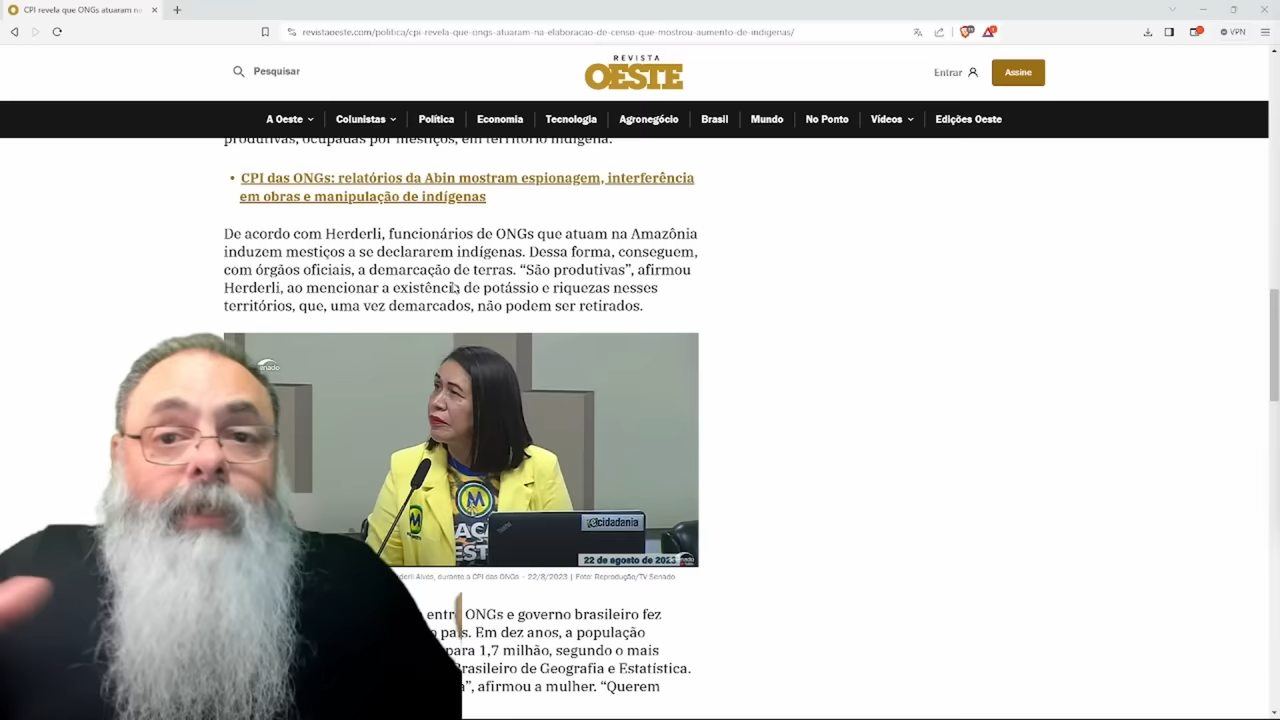 CPI revela que ONGs atuaram na
revistaoeste.com/politica/cpi-revela-que-ongs-atuaram-na-elaboracao-de-censo-que-mostrou-aumento-de-indigenas/
VPN
Pesquisar
REVISTA
OESTE
Entrar
Assine
A Oeste
Colunistas
Política
Economia
Tecnologia
Agronegócio
Brasil
Mundo
No Ponto
Vídeos
Edições Oeste
produtivas, ocupadas por mestiços, em território indígena.
• CPI das ONGs: relatórios da Abin mostram espionagem, interferência
em obras e manipulação de indígenas
De acordo com Herderli, funcionários de ONGs que atuam na Amazônia
induzem mestiços a se declararem indígenas. Dessa forma, conseguem,
com órgãos oficiais, a demarcação de terras. “São produtivas”, afirmou
Herderli, ao mencionar a existência de potássio e riquezas nesses
territórios, que, uma vez demarcados, não podem ser retirados.
enado
M
M
ecidadania
22 de agosto de 2023
derli Alves, durante a CPI das ONGs - 22/8/2023 | Foto: Reprodução/TV Senado
entre ONGs e governo brasileiro fez
país. Em dez anos, a população
para 1,7 milhão, segundo o mais
Brasileiro de Geografia e Estatística.
a”, afirmou a mulher. “Querem